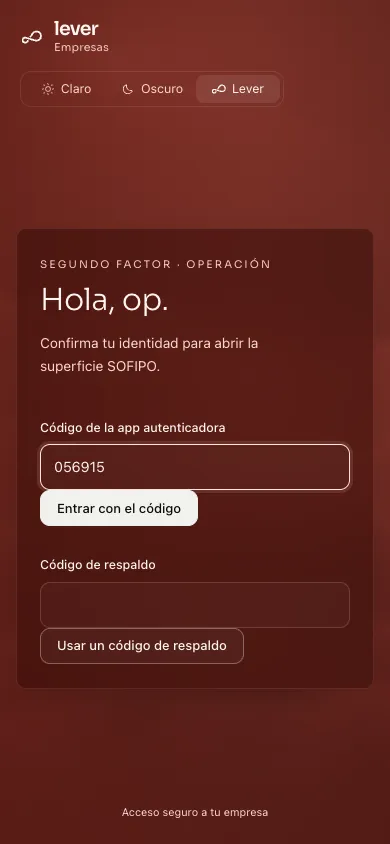 lever
Empresas
Claro Oscuro Lever
SEGUNDO FACTOR · OPERACIÓN
Hola, op.
Confirma tu identidad para abrir la
superficie SOFIPO.
Código de la app autenticadora
056915
Entrar con el código
Código de respaldo
Usar un código de respaldo
Acceso seguro a tu empresa